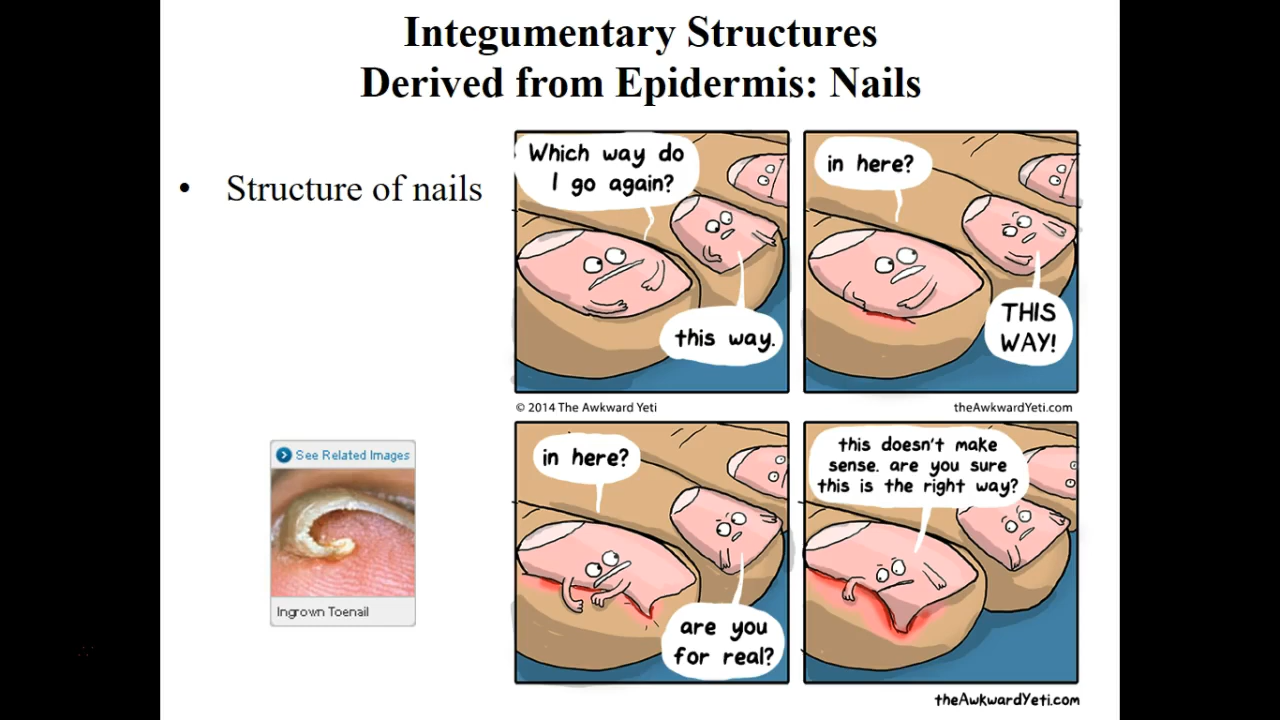 Integumentary Structures
Derived from Epidermis: Nails
• Structure of nails
Which way do
I go again?
this way.
in here?
THIS
WAY!
© 2014 The Awkward Yeti
theAwkwardYeti.com
in here?
are you
for real?
this doesn't make
sense. are you sure
this is the right way?
theAwkwardYeti.com
See Related Images
Ingrown Toenail